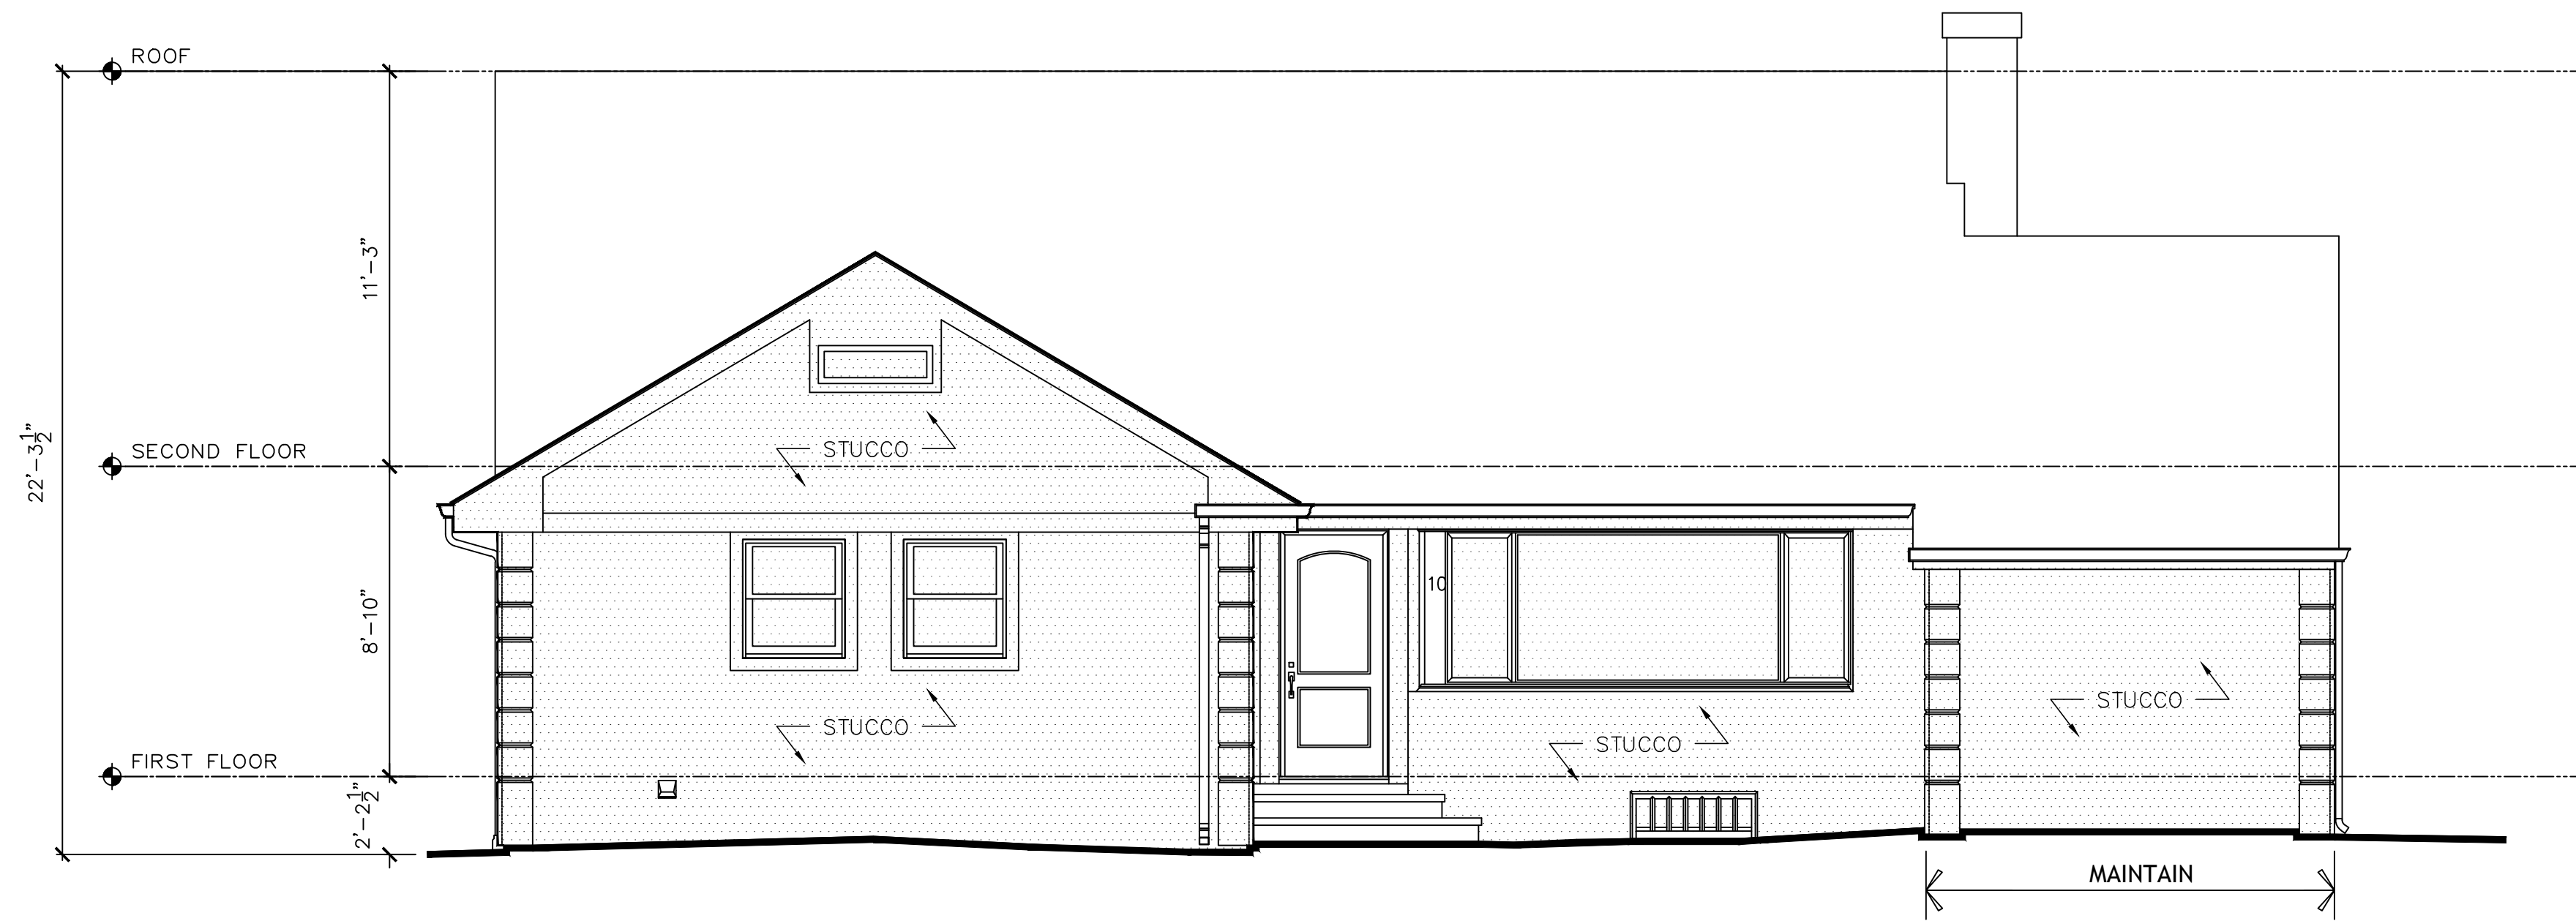 ROOF
11'-3"
22'-3½"
SECOND FLOOR
STUCCO
8'-10"
10
STUCCO
STUCCO
STUCCO
FIRST FLOOR
2'-2½"
MAINTAIN